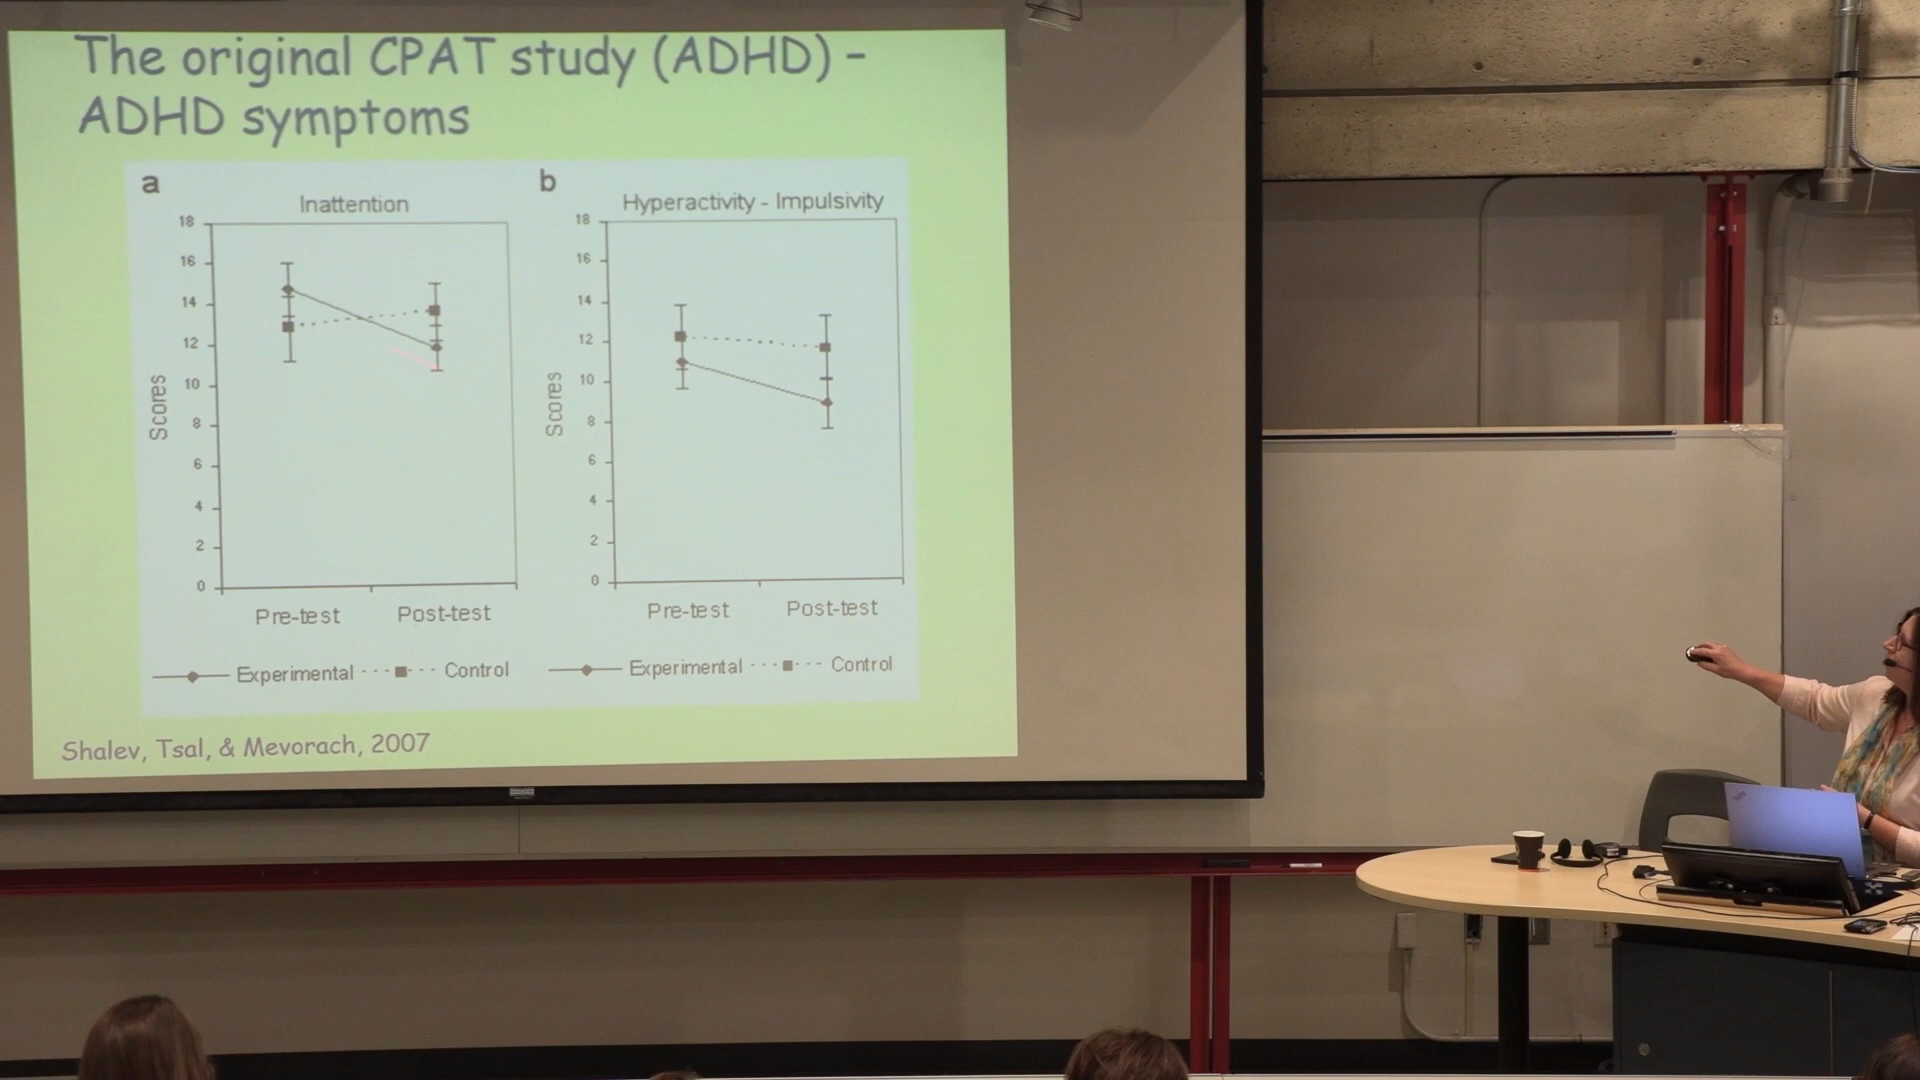 The original CPAT study (ADHD) –
ADHD symptoms
a
Inattention
18
16
14
12
10
8
6
4
2
0
Scores
Pre-test Post-test
Experimental Control
b
Hyperactivity - Impulsivity
18
16
14
12
10
8
6
4
2
0
Scores
Pre-test Post-test
Experimental Control
Shalev, Tsal, & Mevorach, 2007